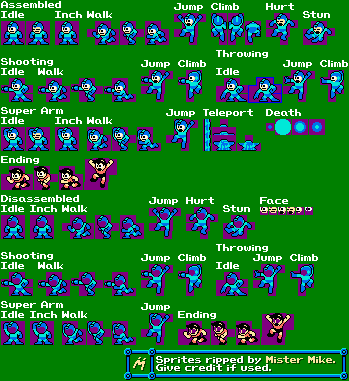 Assembled
Idle Inch Walk Jump Climb Hurt Stun
Shooting Throwing
Idle Walk Jump Climb Idle Jump Climb
Super Arm
Idle Inch Walk Jump Teleport Death
Ending
Disassembled
Idle Inch Walk Jump Hurt Stun Face
Shooting Throwing
Idle Walk Jump Climb Idle Jump Climb
Super Arm
Idle Inch Walk Jump Ending
Sprites ripped by Mister Mike.
Give credit if used.